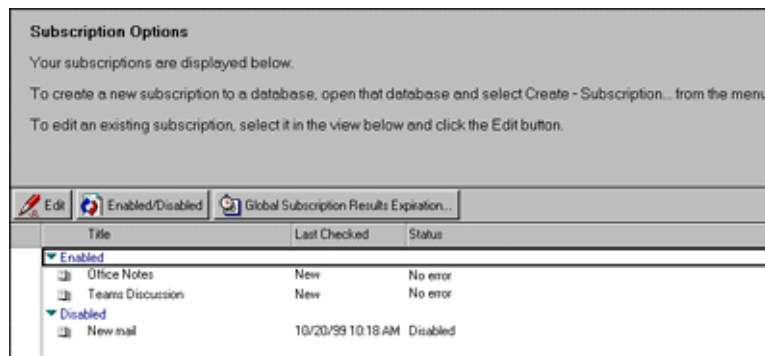 Subscription Options
Your subscriptions are displayed below.
To create a new subscription to a database, open that database and select Create - Subscription... from the menu
To edit an existing subscription, select it in the view below and click the Edit button.
Edit Enabled/Disabled Global Subscription Results Expiration...
Title Last Checked Status
Enabled
Office Notes New No error
Teams Discussion New No error
Disabled
New mail 10/20/99 10:18 AM Disabled